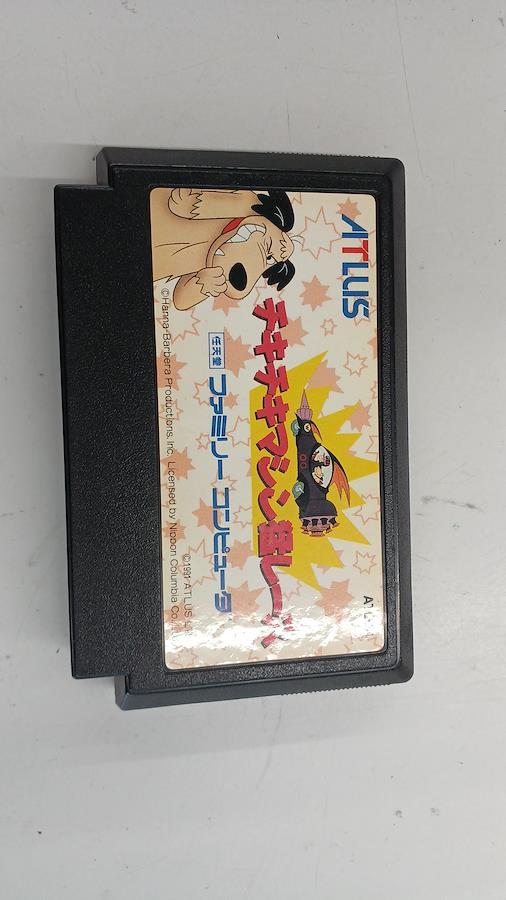 ATLUS
チキチキマシン猛レース
任天堂 ファミリーコンピュータ
©1991 ATLUS
©Hanna-Barbera Productions, Inc. Licensed by Nippon Columbia Co.